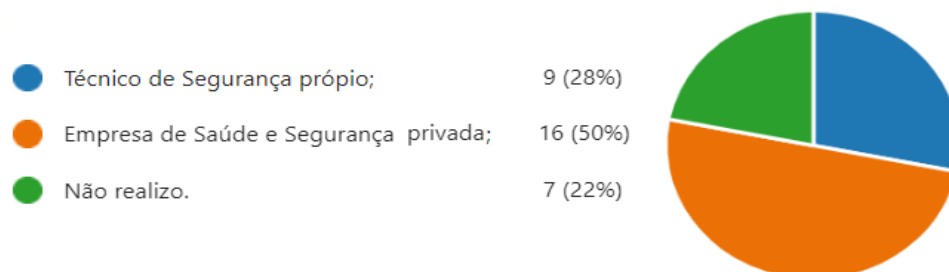 Técnico de Segurança própio; 9 (28%)
Empresa de Saúde e Segurança privada; 16 (50%)
Não realizo. 7 (22%)